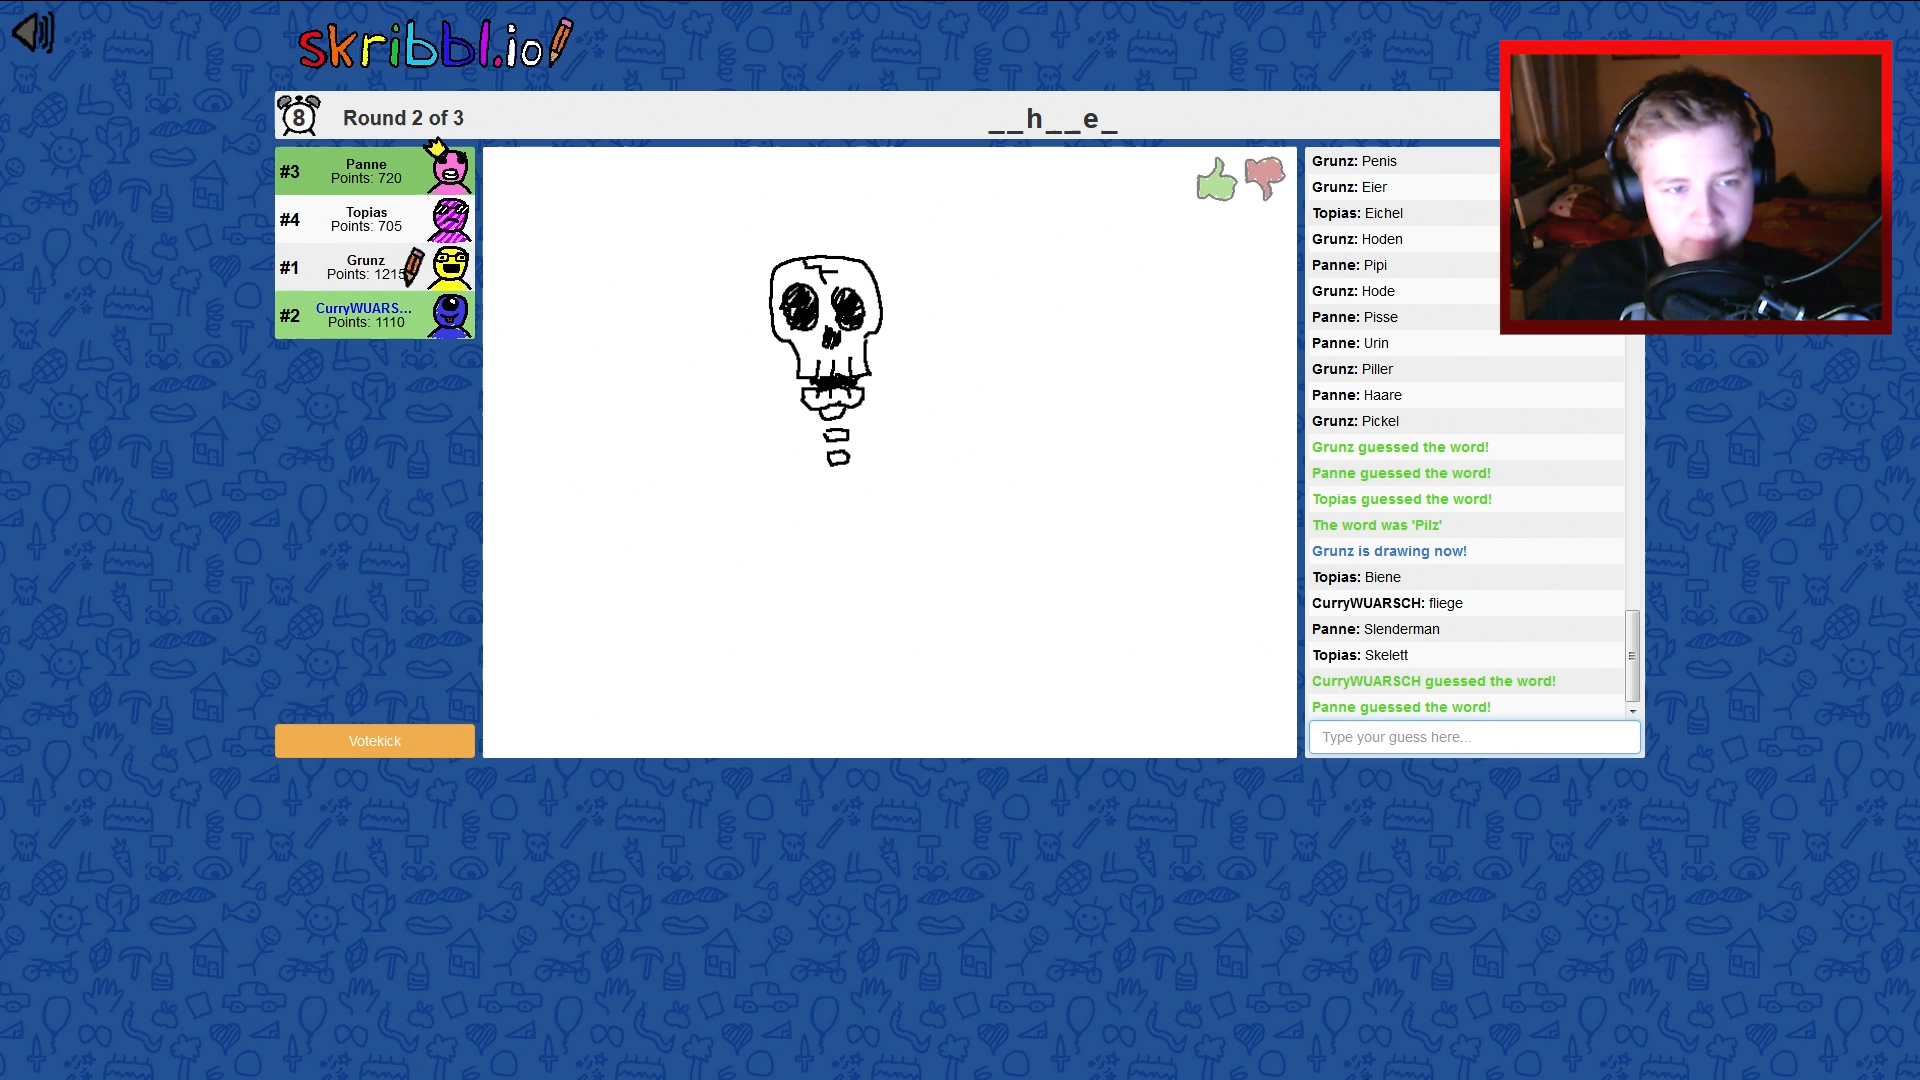 skribbl.io
8
Round 2 of 3
__h__e_
#3
Panne
Points: 720
#4
Topias
Points: 705
#1
Grunz
Points: 1215
#2
CurryWUARS...
Points: 1110
Votekick
Grunz: Penis
Grunz: Eier
Topias: Eichel
Grunz: Hoden
Panne: Pipi
Grunz: Hode
Panne: Pisse
Panne: Urin
Grunz: Piller
Panne: Haare
Grunz: Pickel
Grunz guessed the word!
Panne guessed the word!
Topias guessed the word!
The word was 'Pilz'
Grunz is drawing now!
Topias: Biene
CurryWUARSCH: fliege
Panne: Slenderman
Topias: Skelett
CurryWUARSCH guessed the word!
Panne guessed the word!
Type your guess here...